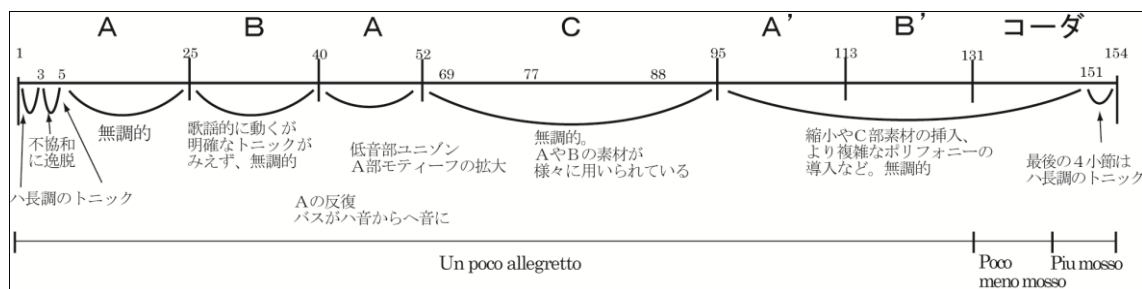 A B A C A’ B’ コーダ
1 3 5 25 40 52 69 77 88 95 113 131 151 154
無調的
不協和
に逸脱
ハ長調のトニック
歌謡的に動くが
明確なトニックが
みえず、無調的
低音部ユニゾン
A部モティーフの拡大
Aの反復
バスがハ音からヘ音に
無調的。
AやBの素材が
様々に用いられている
縮小やC部素材の挿入、
より複雑なポリフォニーの
導入など。無調的
最後の4小節は
ハ長調のトニック
Un poco allegretto
Poco
meno mosso
Piu mosso